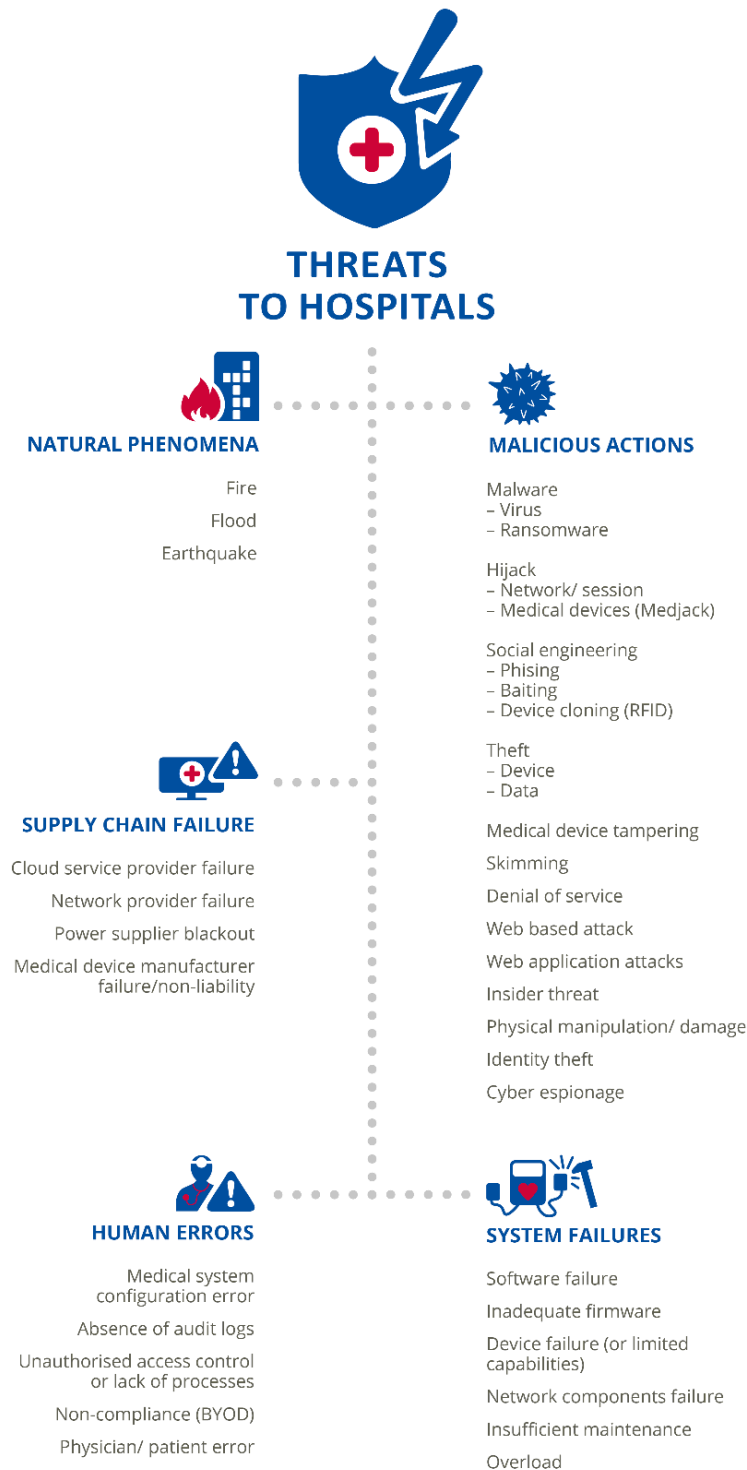 THREATS
TO HOSPITALS
NATURAL PHENOMENA
Fire
Flood
Earthquake
MALICIOUS ACTIONS
Malware
– Virus
– Ransomware
Hijack
– Network/ session
– Medical devices (Medjack)
Social engineering
– Phising
– Baiting
– Device cloning (RFID)
Theft
– Device
– Data
Medical device tampering
Skimming
Denial of service
Web based attack
Web application attacks
Insider threat
Physical manipulation/ damage
Identity theft
Cyber espionage
SUPPLY CHAIN FAILURE
Cloud service provider failure
Network provider failure
Power supplier blackout
Medical device manufacturer
failure/non-liability
HUMAN ERRORS
Medical system
configuration error
Absence of audit logs
Unauthorised access control
or lack of processes
Non-compliance (BYOD)
Physician/ patient error
SYSTEM FAILURES
Software failure
Inadequate firmware
Device failure (or limited
capabilities)
Network components failure
Insufficient maintenance
Overload